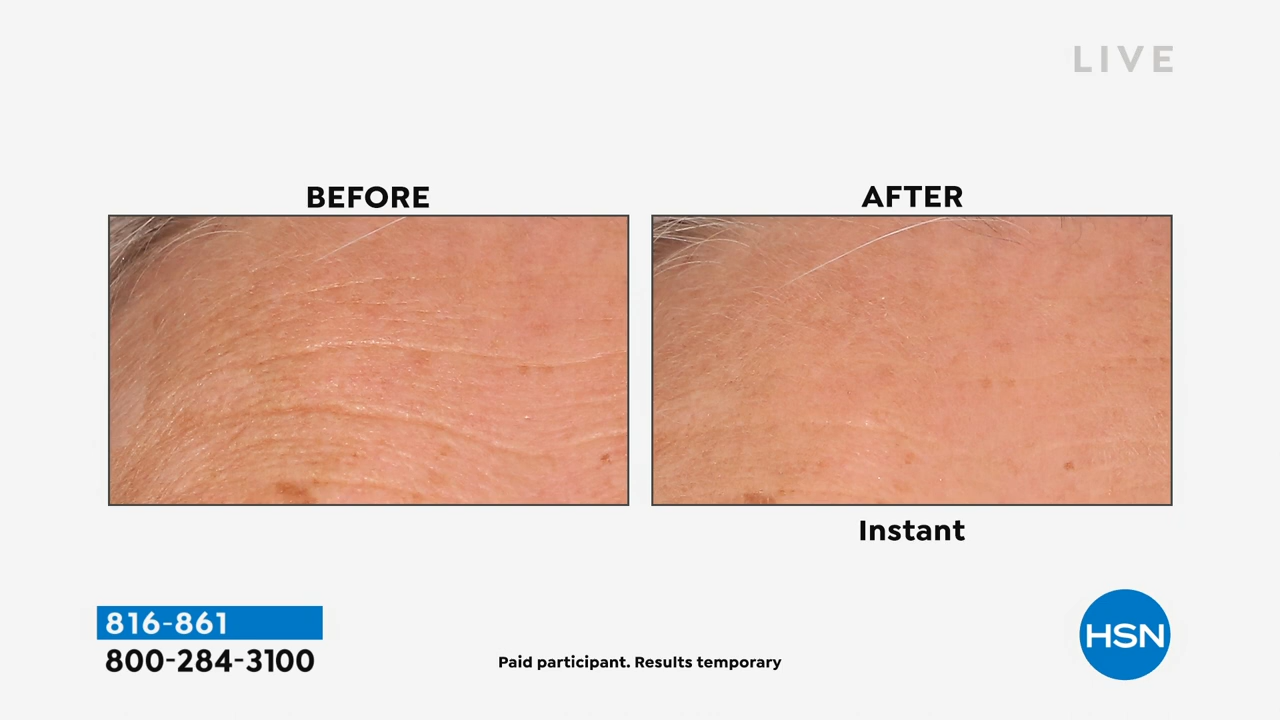 LIVE
BEFORE
AFTER
Instant
816-861
800-284-3100
Paid participant. Results temporary
HSN